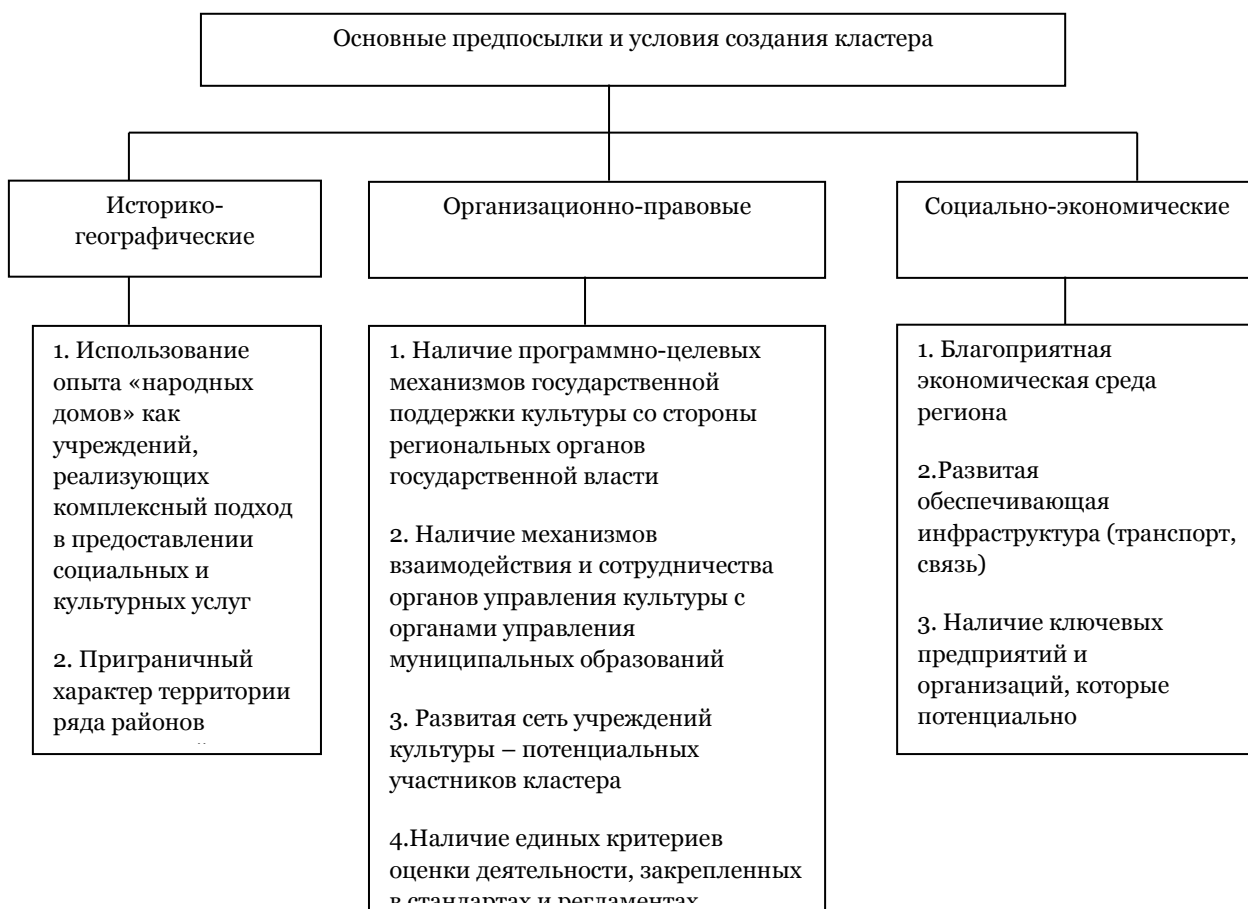 Основные предпосылки и условия создания кластера
Историко-
географические
Организационно-правовые
Социально-экономические
1. Использование
опыта «народных
домов» как
учреждений,
реализующих
комплексный подход
в предоставлении
социальных и
культурных услуг
2. Приграничный
характер территории
ряда районов
1. Наличие программно-целевых
механизмов государственной
поддержки культуры со стороны
региональных органов
государственной власти
2. Наличие механизмов
взаимодействия и сотрудничества
органов управления культуры с
органами управления
муниципальных образований
3. Развитая сеть учреждений
культуры – потенциальных
участников кластера
4.Наличие единых критериев
оценки деятельности, закрепленных
в стандартах и регламентах
1. Благоприятная
экономическая среда
региона
2.Развитая
обеспечивающая
инфраструктура (транспорт,
связь)
3. Наличие ключевых
предприятий и
организаций, которые
потенциально